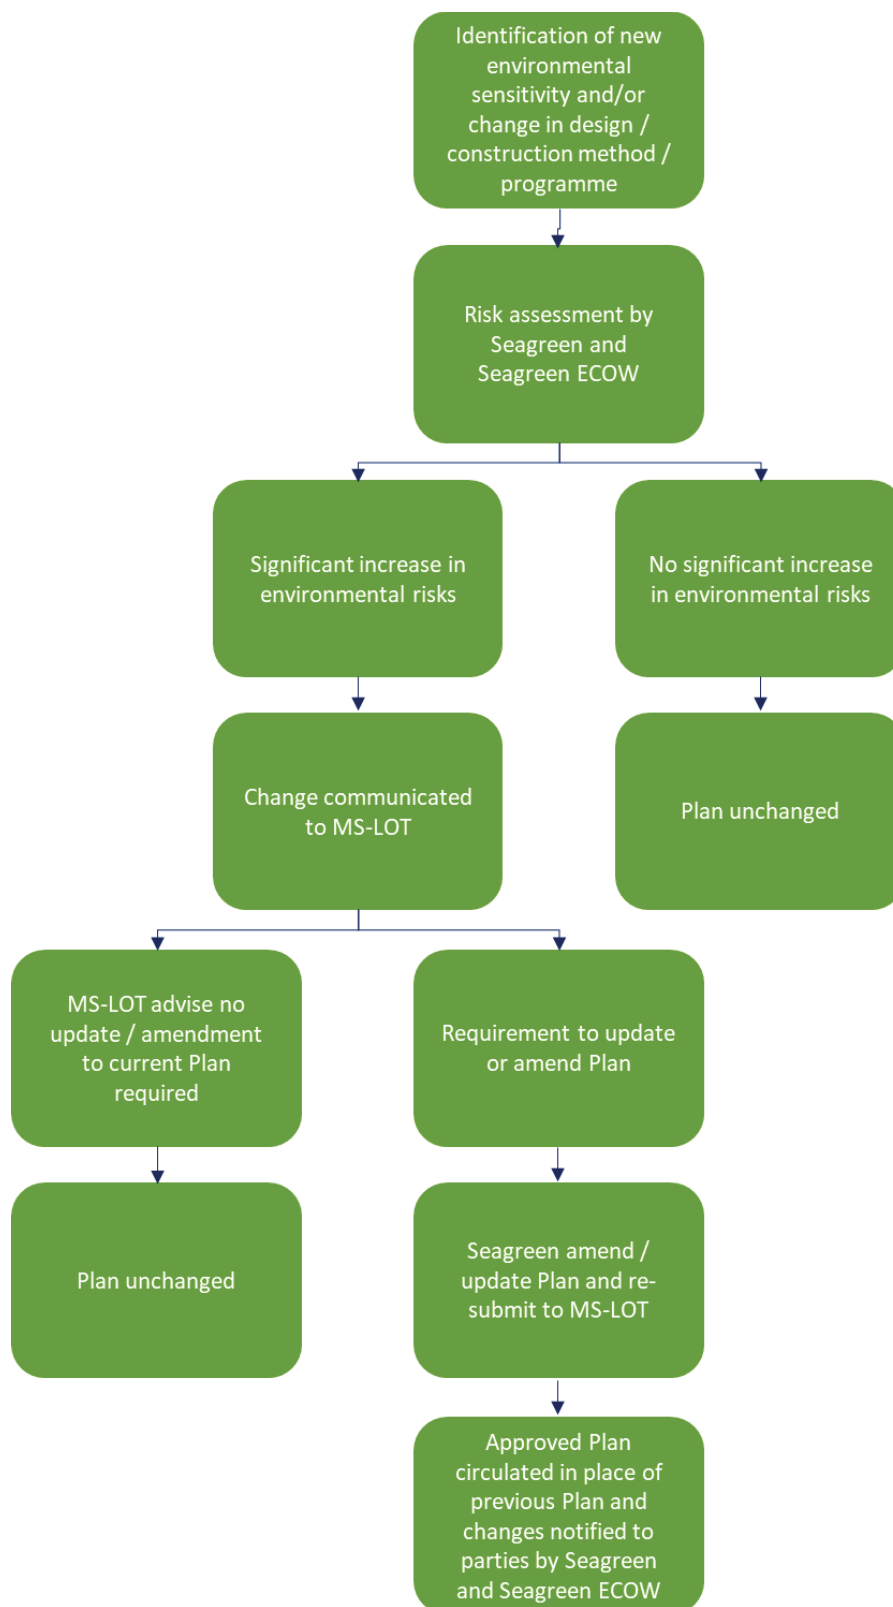 Identification of new
environmental
sensitivity and/or
change in design /
construction method /
programme
Risk assessment by
Seagreen and
Seagreen ECOW
Significant increase in
environmental risks
No significant increase
in environmental risks
Change communicated
to MS-LOT
Plan unchanged
MS-LOT advise no
update / amendment
to current Plan
required
Requirement to update
or amend Plan
Plan unchanged
Seagreen amend /
update Plan and re-
submit to MS-LOT
Approved Plan
circulated in place of
previous Plan and
changes notified to
parties by Seagreen
and Seagreen ECOW